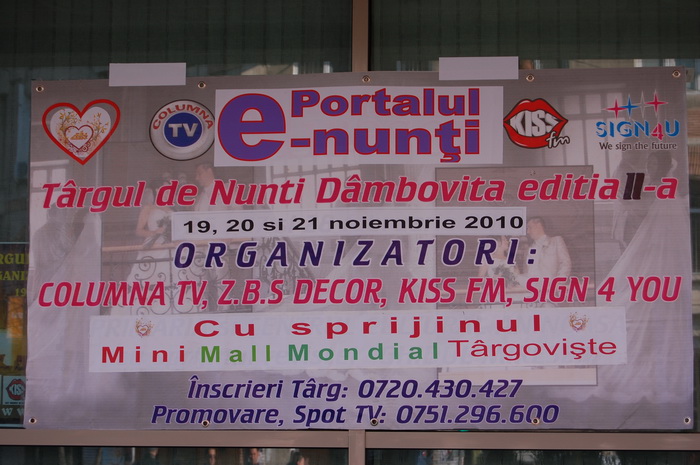 COLUMNA
TV
e Portalul
e-nunţi
KISS
fm
SIGN4U
We sign the future.
Târgul de Nunti Dâmbovita editia II-a
19, 20 si 21 noiembrie 2010
ORGANIZATORI:
COLUMNA TV, Z.B.S DECOR, KISS FM, SIGN 4 YOU
Cu sprijinul
Mini Mall Mondial Târgovişte
Înscrieri Târg: 0720.430.427
Promovare, Spot TV: 0751.296.600